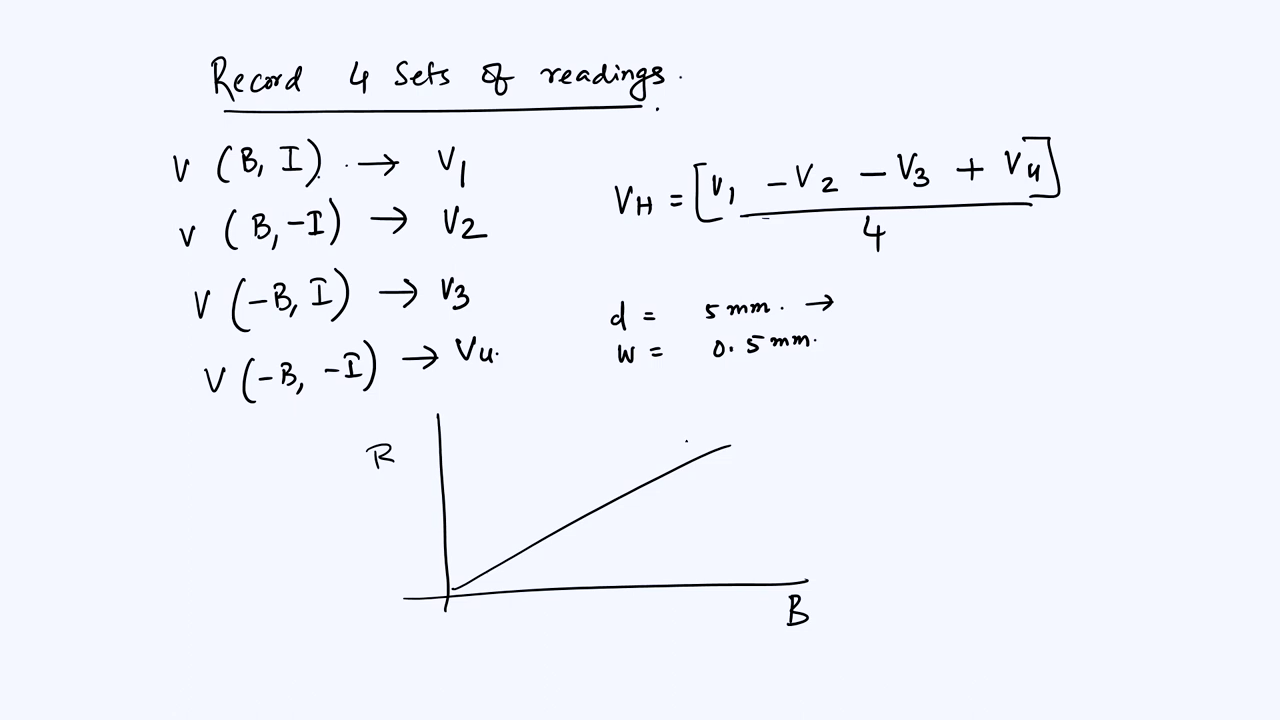 Record 4 Sets of readings.
V (B, I) . → V1
V (B, -I) → V2
V (-B, I) → V3
V (-B, -I) → V4.
VH = [V1 - V2 - V3 + V4]
4
d = 5 mm. →
W = 0.5 mm.
R
B